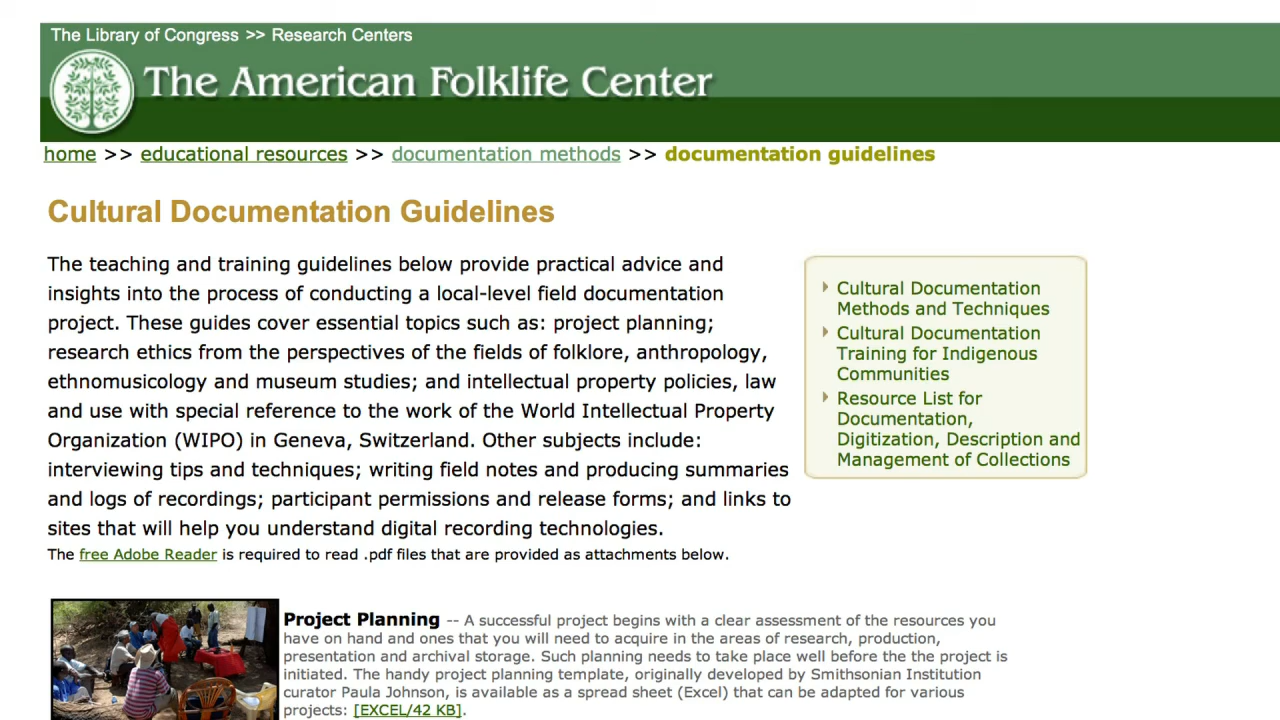 The Library of Congress >> Research Centers
The American Folklife Center
home >> educational resources >> documentation methods >> documentation guidelines
Cultural Documentation Guidelines
The teaching and training guidelines below provide practical advice and
insights into the process of conducting a local-level field documentation
project. These guides cover essential topics such as: project planning;
research ethics from the perspectives of the fields of folklore, anthropology,
ethnomusicology and museum studies; and intellectual property policies, law
and use with special reference to the work of the World Intellectual Property
Organization (WIPO) in Geneva, Switzerland. Other subjects include:
interviewing tips and techniques; writing field notes and producing summaries
and logs of recordings; participant permissions and release forms; and links to
sites that will help you understand digital recording technologies.
The free Adobe Reader is required to read .pdf files that are provided as attachments below.
Cultural Documentation
Methods and Techniques
Cultural Documentation
Training for Indigenous
Communities
Resource List for
Documentation,
Digitization, Description and
Management of Collections
Project Planning -- A successful project begins with a clear assessment of the resources you
have on hand and ones that you will need to acquire in the areas of research, production,
presentation and archival storage. Such planning needs to take place well before the the project is
initiated. The handy project planning template, originally developed by Smithsonian Institution
curator Paula Johnson, is available as a spread sheet (Excel) that can be adapted for various
projects: [EXCEL/42 KB].